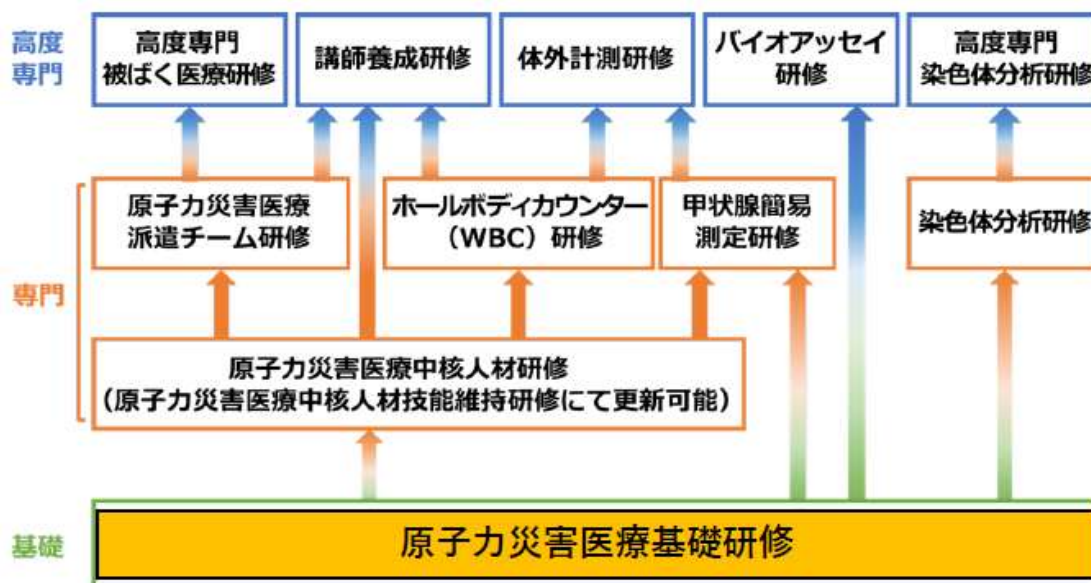 高度
専門
高度専門
被ばく医療研修
講師養成研修
体外計測研修
バイオアッセイ
研修
高度専門
染色体分析研修
専門
原子力災害医療
派遣チーム研修
ホールボディカウンター
（WBC）研修
甲状腺簡易
測定研修
染色体分析研修
原子力災害医療中核人材研修
（原子力災害医療中核人材技能維持研修にて更新可能）
基礎
原子力災害医療基礎研修